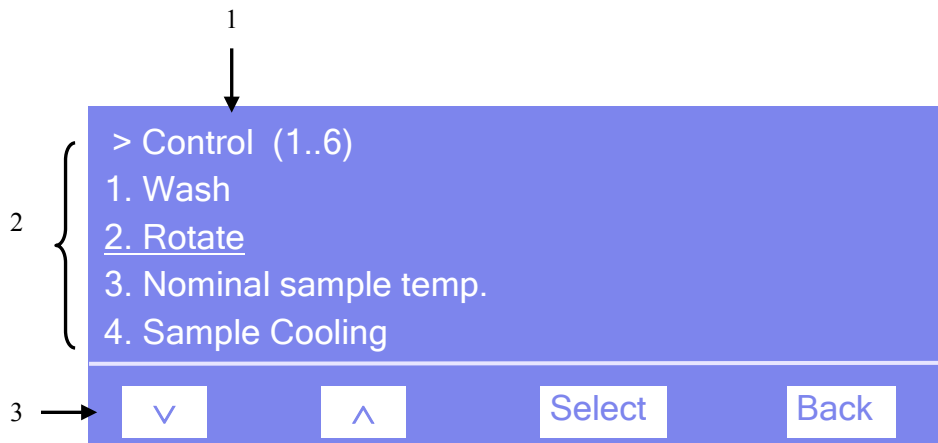 1
> Control (1..6)
1. Wash
2
2. Rotate
3. Nominal sample temp.
4. Sample Cooling
3
∨ ∧ Select Back